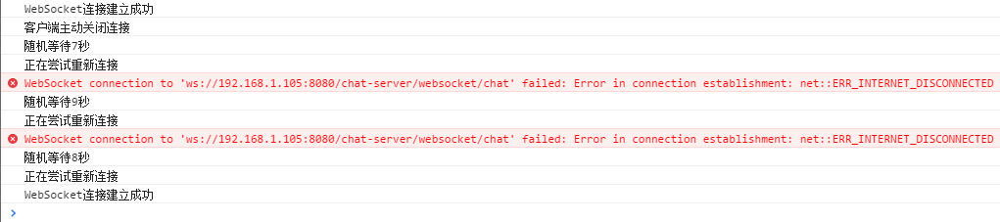 WebSocket连接建立成功
客户端主动关闭连接
随机等待7秒
正在尝试重新连接
WebSocket connection to 'ws://192.168.1.105:8080/chat-server/websocket/chat' failed: Error in connection establishment: net::ERR_INTERNET_DISCONNECTED
随机等待9秒
正在尝试重新连接
WebSocket connection to 'ws://192.168.1.105:8080/chat-server/websocket/chat' failed: Error in connection establishment: net::ERR_INTERNET_DISCONNECTED
随机等待8秒
正在尝试重新连接
WebSocket连接建立成功